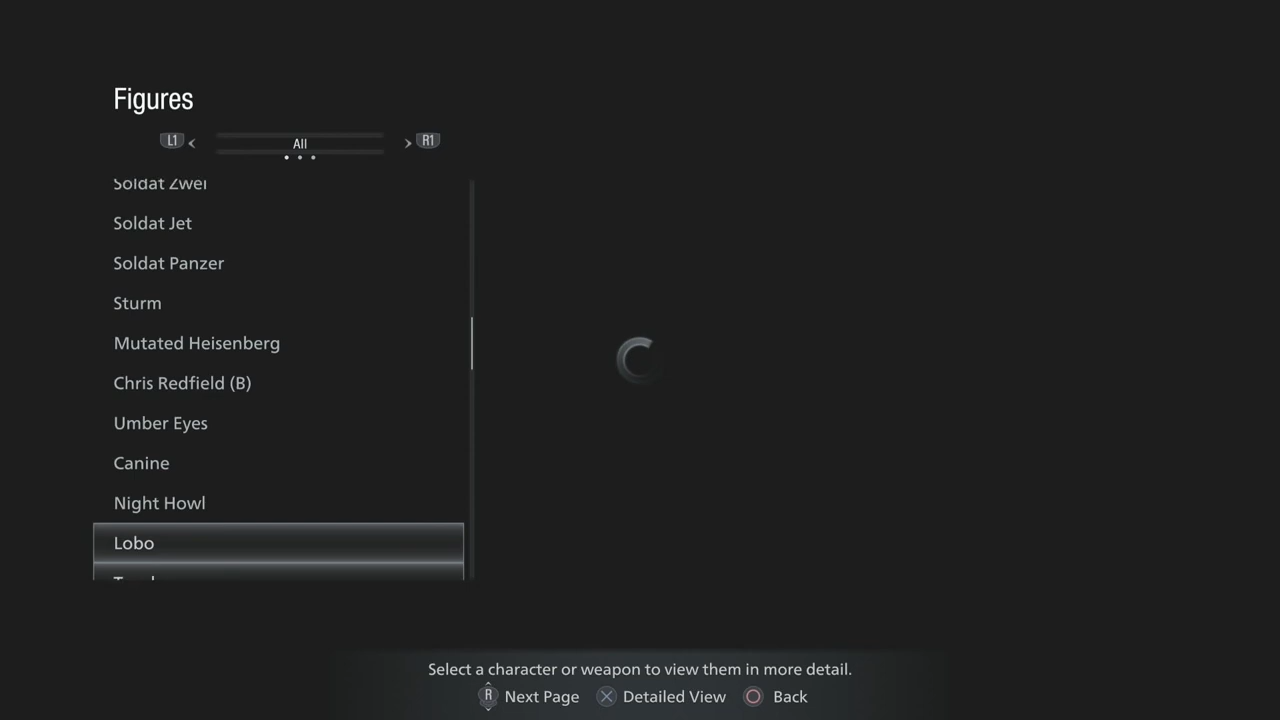 Figures
L1 < All > R1
Soldat Zwei
Soldat Jet
Soldat Panzer
Sturm
Mutated Heisenberg
Chris Redfield (B)
Umber Eyes
Canine
Night Howl
Lobo
Select a character or weapon to view them in more detail.
R Next Page Detailed View Back